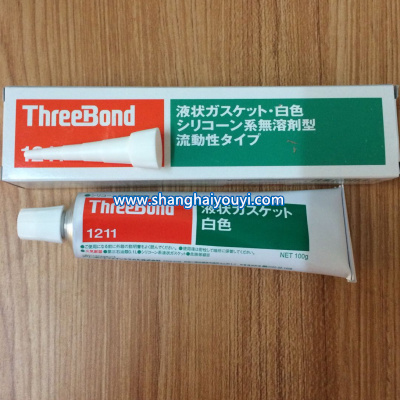 ThreeBond
1211
液状ガスケット・白色
シリコーン系無溶剤型
流動性タイプ
www.shanghaiyouyi.com
ThreeBond
1211
液状ガスケット
白色
NET 100g